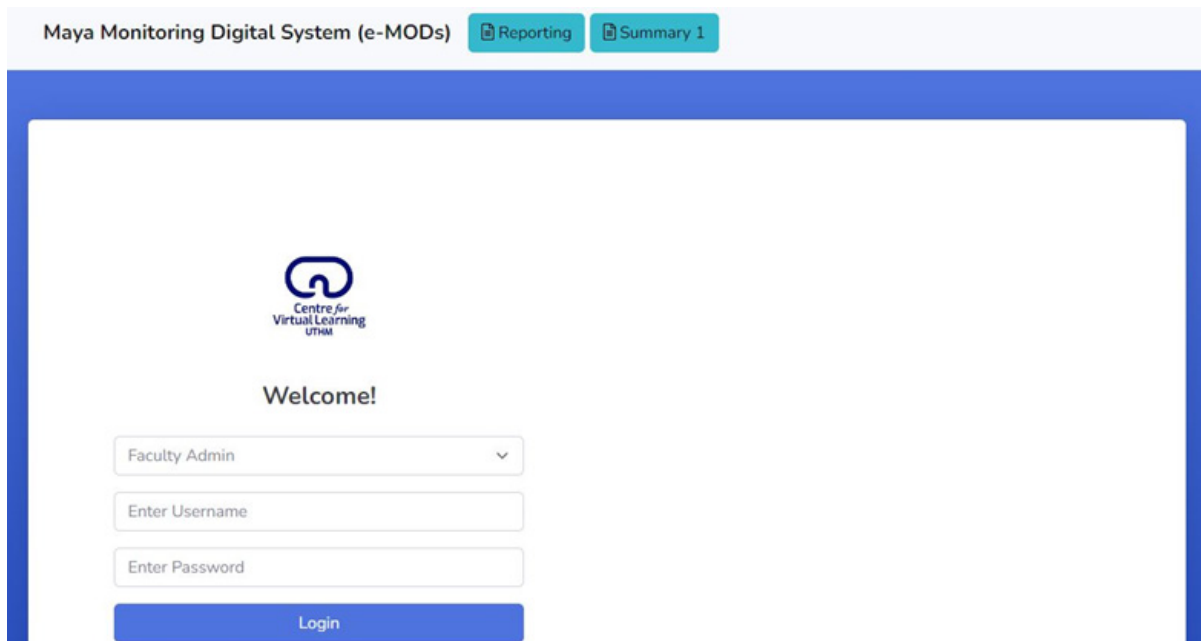 Maya Monitoring Digital System (e-MODs) Reporting Summary 1
Centre for
Virtual Learning
UTHM
Welcome!
Faculty Admin
Enter Username
Enter Password
Login